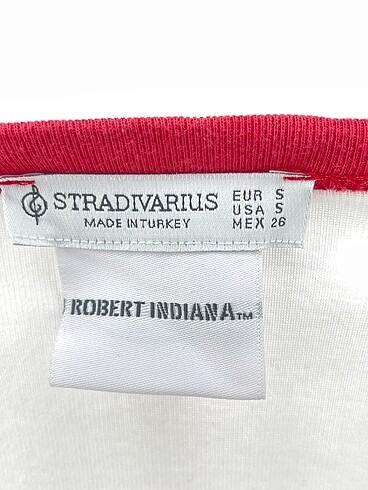 STRADIVARIUS
MADE IN TURKEY
EUR S
USA S
MEX 26
ROBERT INDIANA™